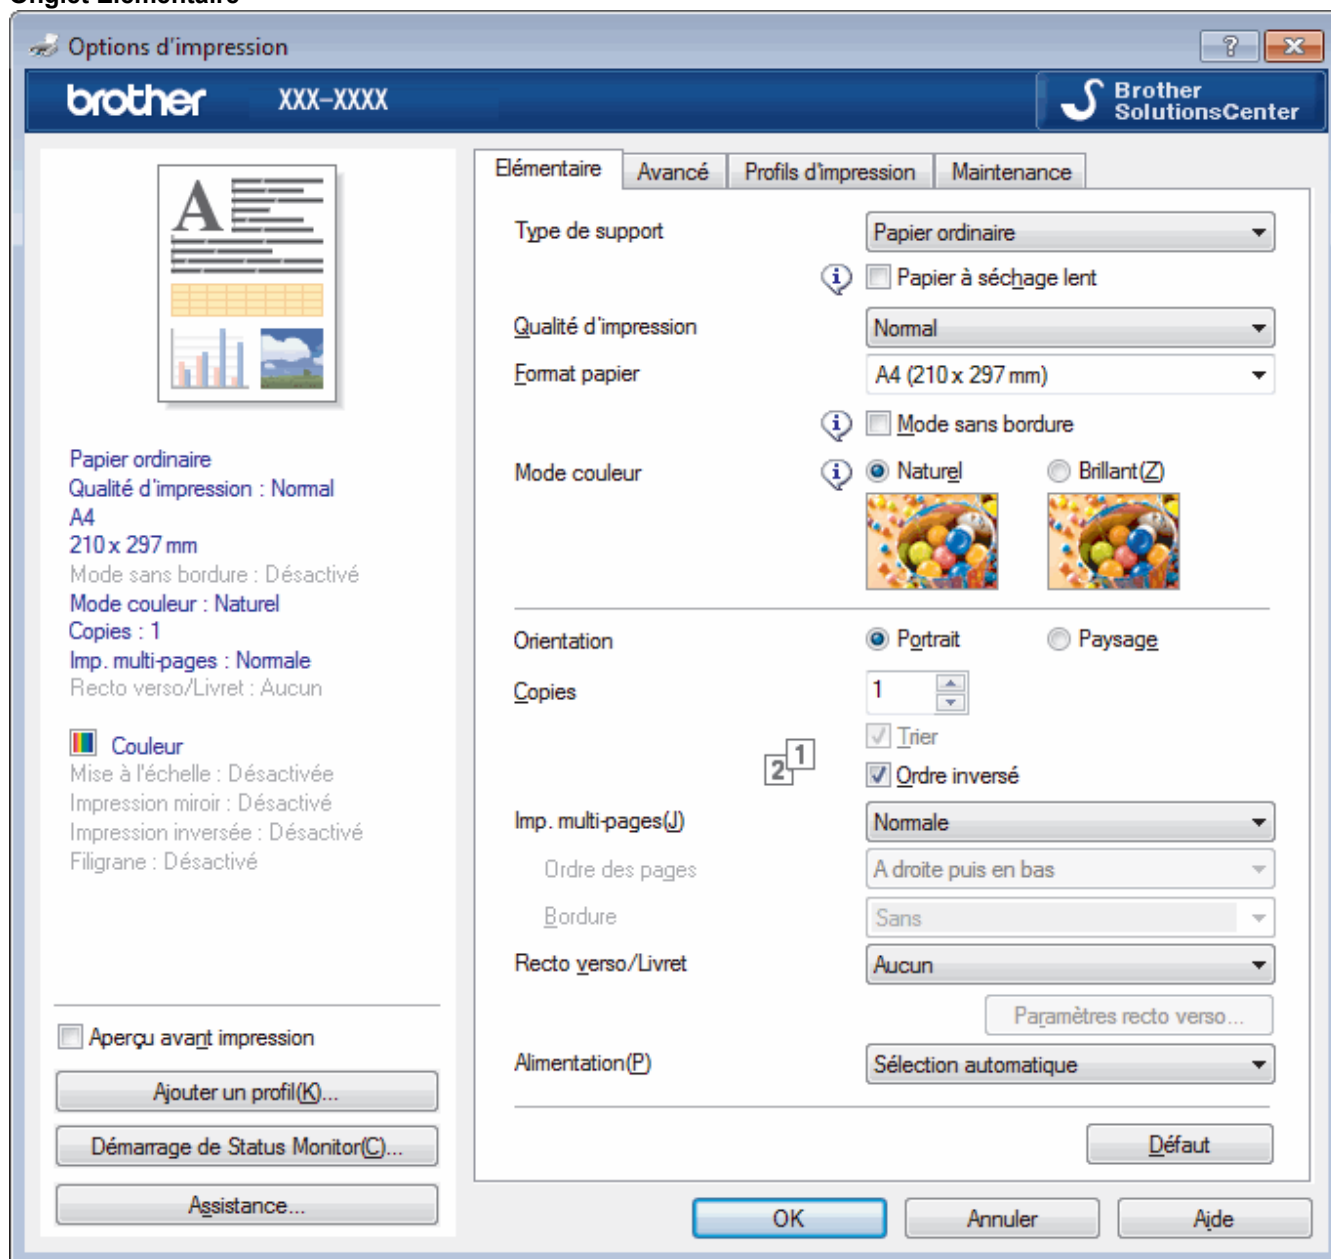 Onglet Elémentaire
Options d'impression
brother XXX-XXXX
Brother
SolutionsCenter
A
Papier ordinaire
Qualité d'impression : Normal
A4
210 x 297 mm
Mode sans bordure : Désactivé
Mode couleur : Naturel
Copies : 1
Imp. multi-pages : Normale
Recto verso/Livret : Aucun
Couleur
Mise à l'échelle : Désactivée
Impression miroir : Désactivé
Impression inversée : Désactivé
Filigrane : Désactivé
Aperçu avant impression
Ajouter un profil(K)...
Démarrage de Status Monitor(C)...
Assistance...
Elémentaire Avancé Profils d'impression Maintenance
Type de support Papier ordinaire
Papier à séchage lent
Qualité d'impression Normal
Format papier A4 (210 x 297 mm)
Mode sans bordure
Mode couleur Naturel Brillant(Z)
Orientation Portrait Paysage
Copies 1
Trier
2 1 Ordre inversé
Imp. multi-pages(J) Normale
Ordre des pages A droite puis en bas
Bordure Sans
Recto verso/Livret Aucun
Paramètres recto verso...
Alimentation(P) Sélection automatique
Défaut
OK Annuler Aide